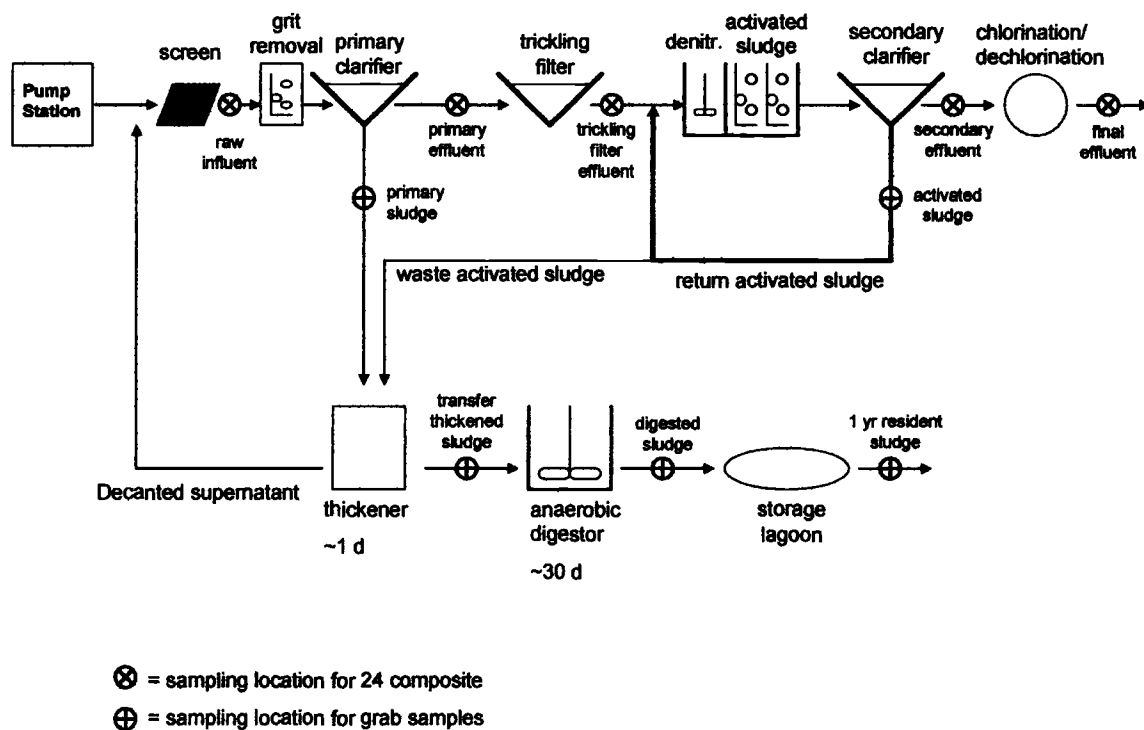 Pump
Station
screen
grit
removal
primary
clarifier
trickling
filter
denitr.
activated
sludge
secondary
clarifier
chlorination/
dechlorination
raw
influent
primary
effluent
trickling
filter
effluent
secondary
effluent
final
effluent
primary
sludge
activated
sludge
waste activated sludge
return activated sludge
transfer
thickened
sludge
digested
sludge
1 yr resident
sludge
Decanted supernatant
thickener
~1 d
anaerobic
digestor
~30 d
storage
lagoon
= sampling location for 24 composite
= sampling location for grab samples